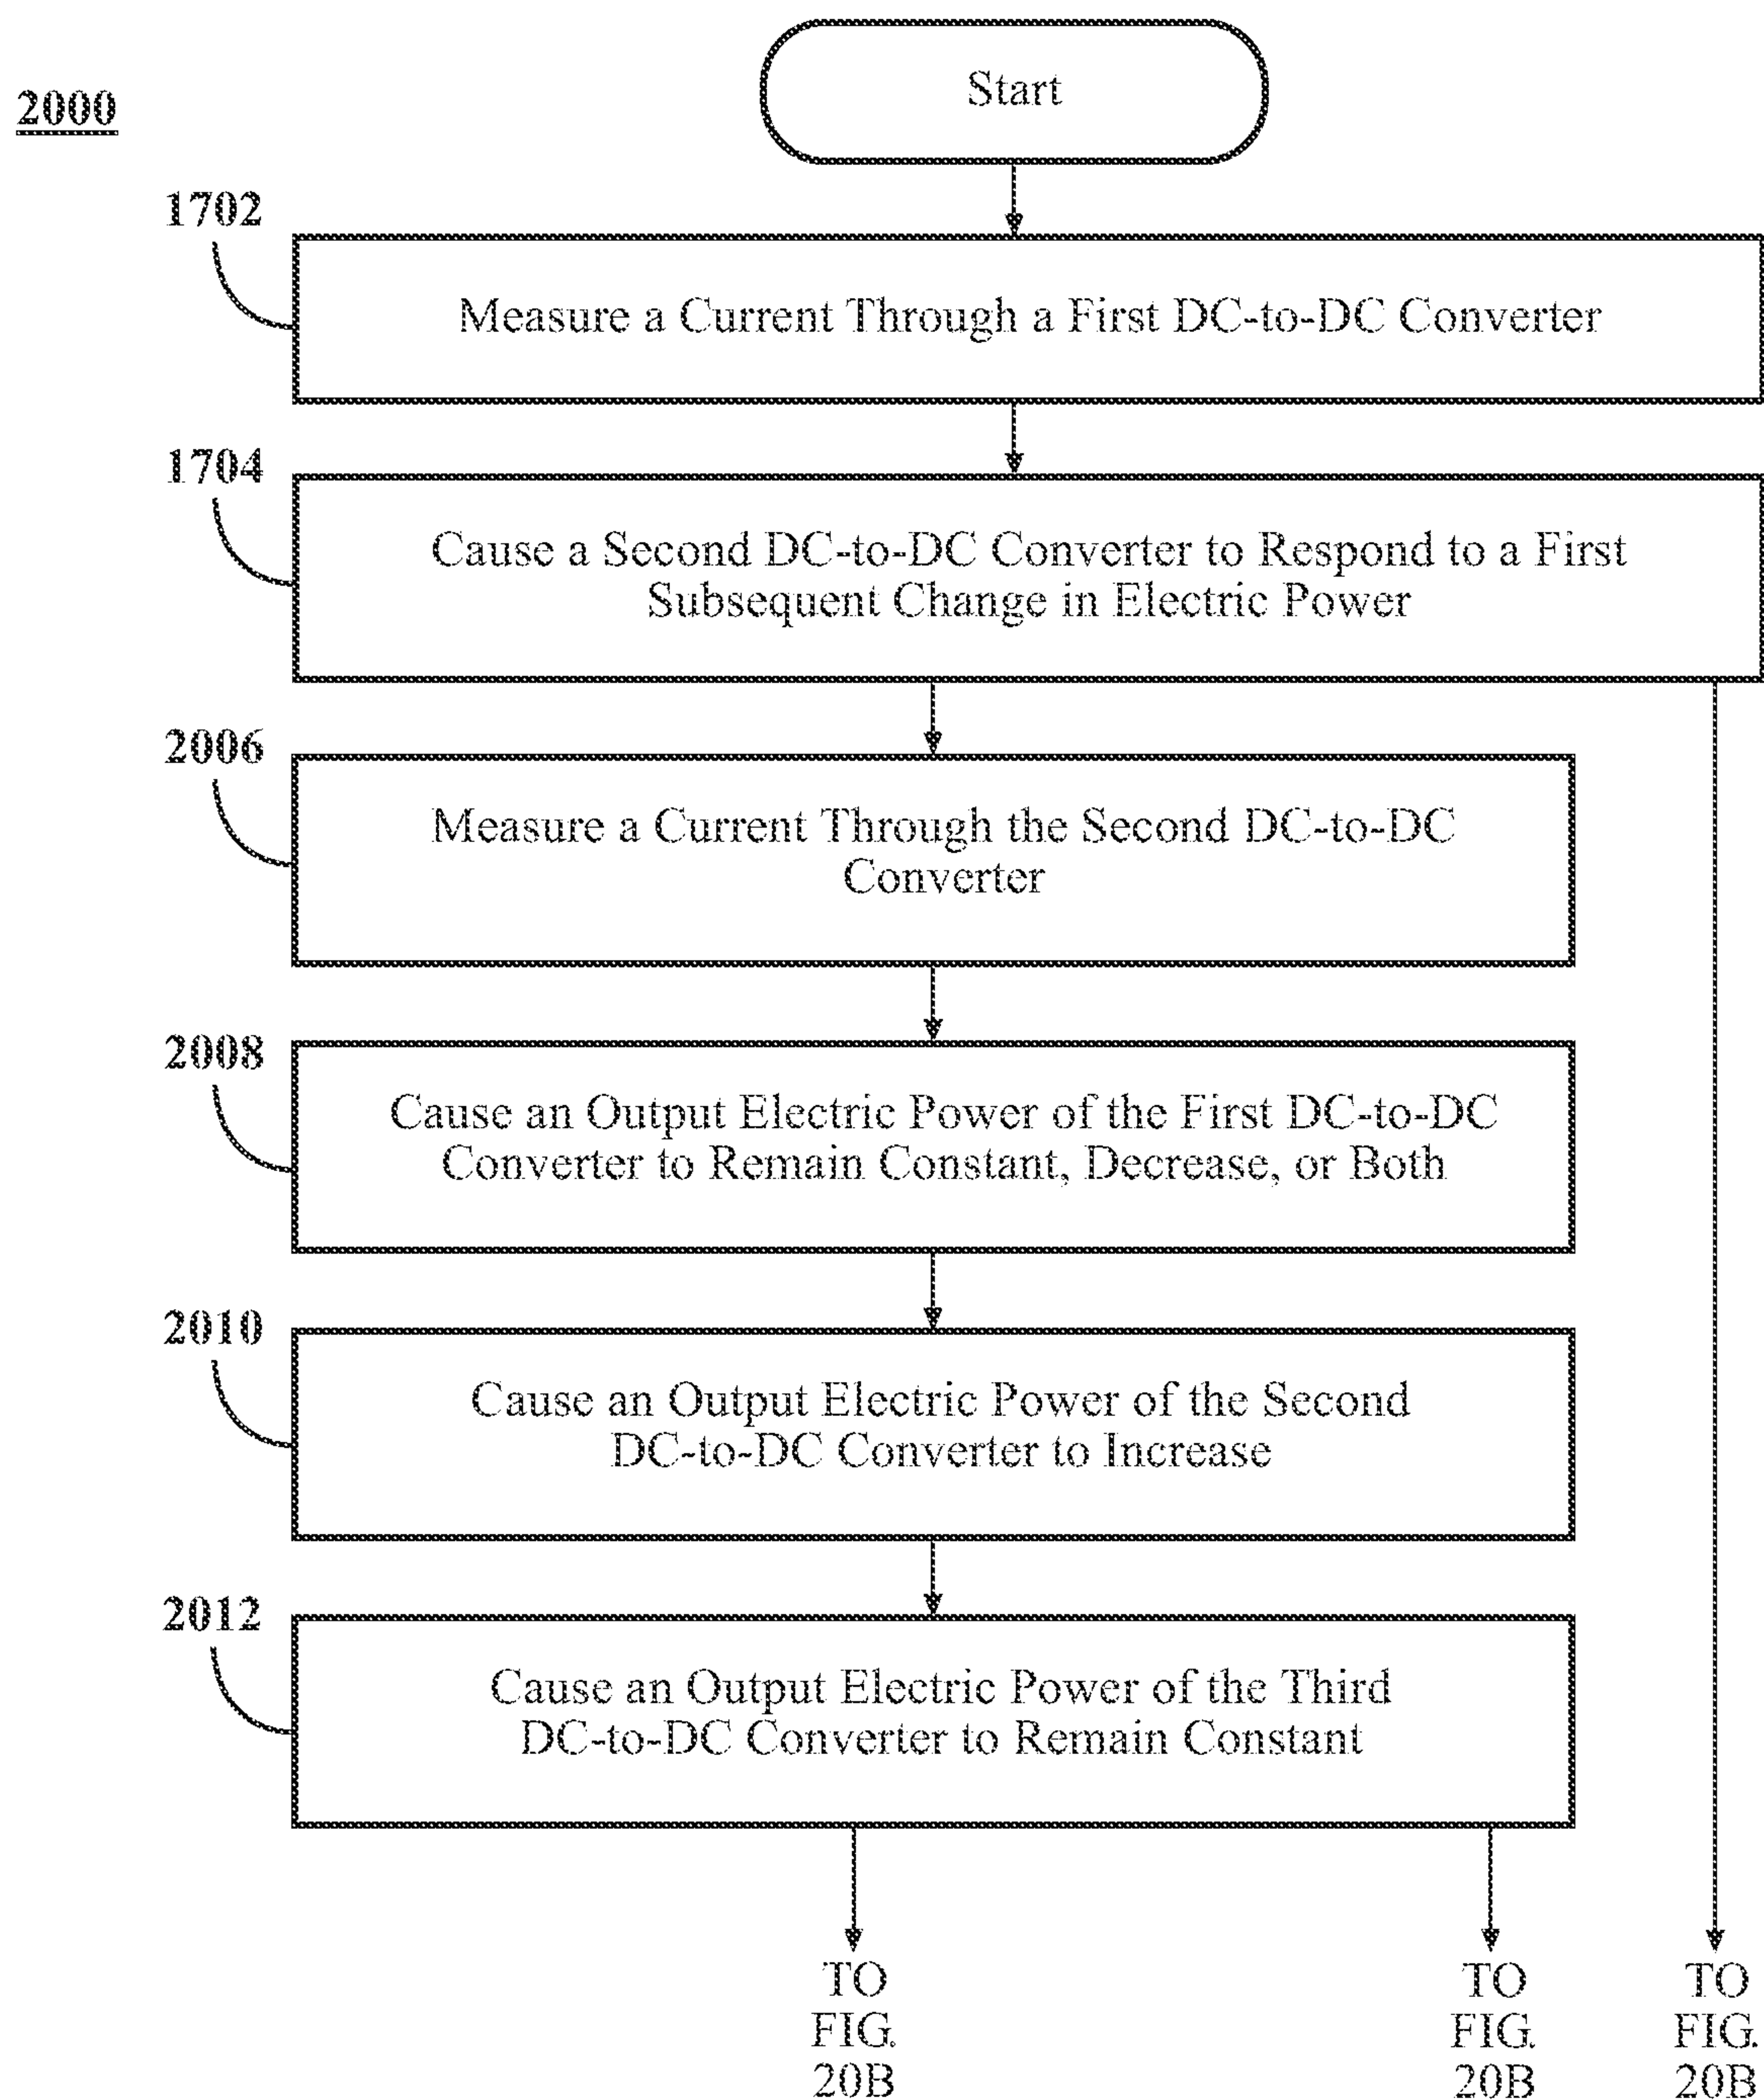 Start
2000
1702
Measure a Current Through a First DC-to-DC Converter
1704
Cause a Second DC-to-DC Converter to Respond to a First
Subsequent Change in Electric Power
2006
Measure a Current Through the Second DC-to-DC
Converter
2008
Cause an Output Electric Power of the First DC-to-DC
Converter to Remain Constant, Decrease, or Both
2010
Cause an Output Electric Power of the Second
DC-to-DC Converter to Increase
2012
Cause an Output Electric Power of the Third
DC-to-DC Converter to Remain Constant
TO
FIG.
20B
TO
FIG.
20B
TO
FIG.
20B